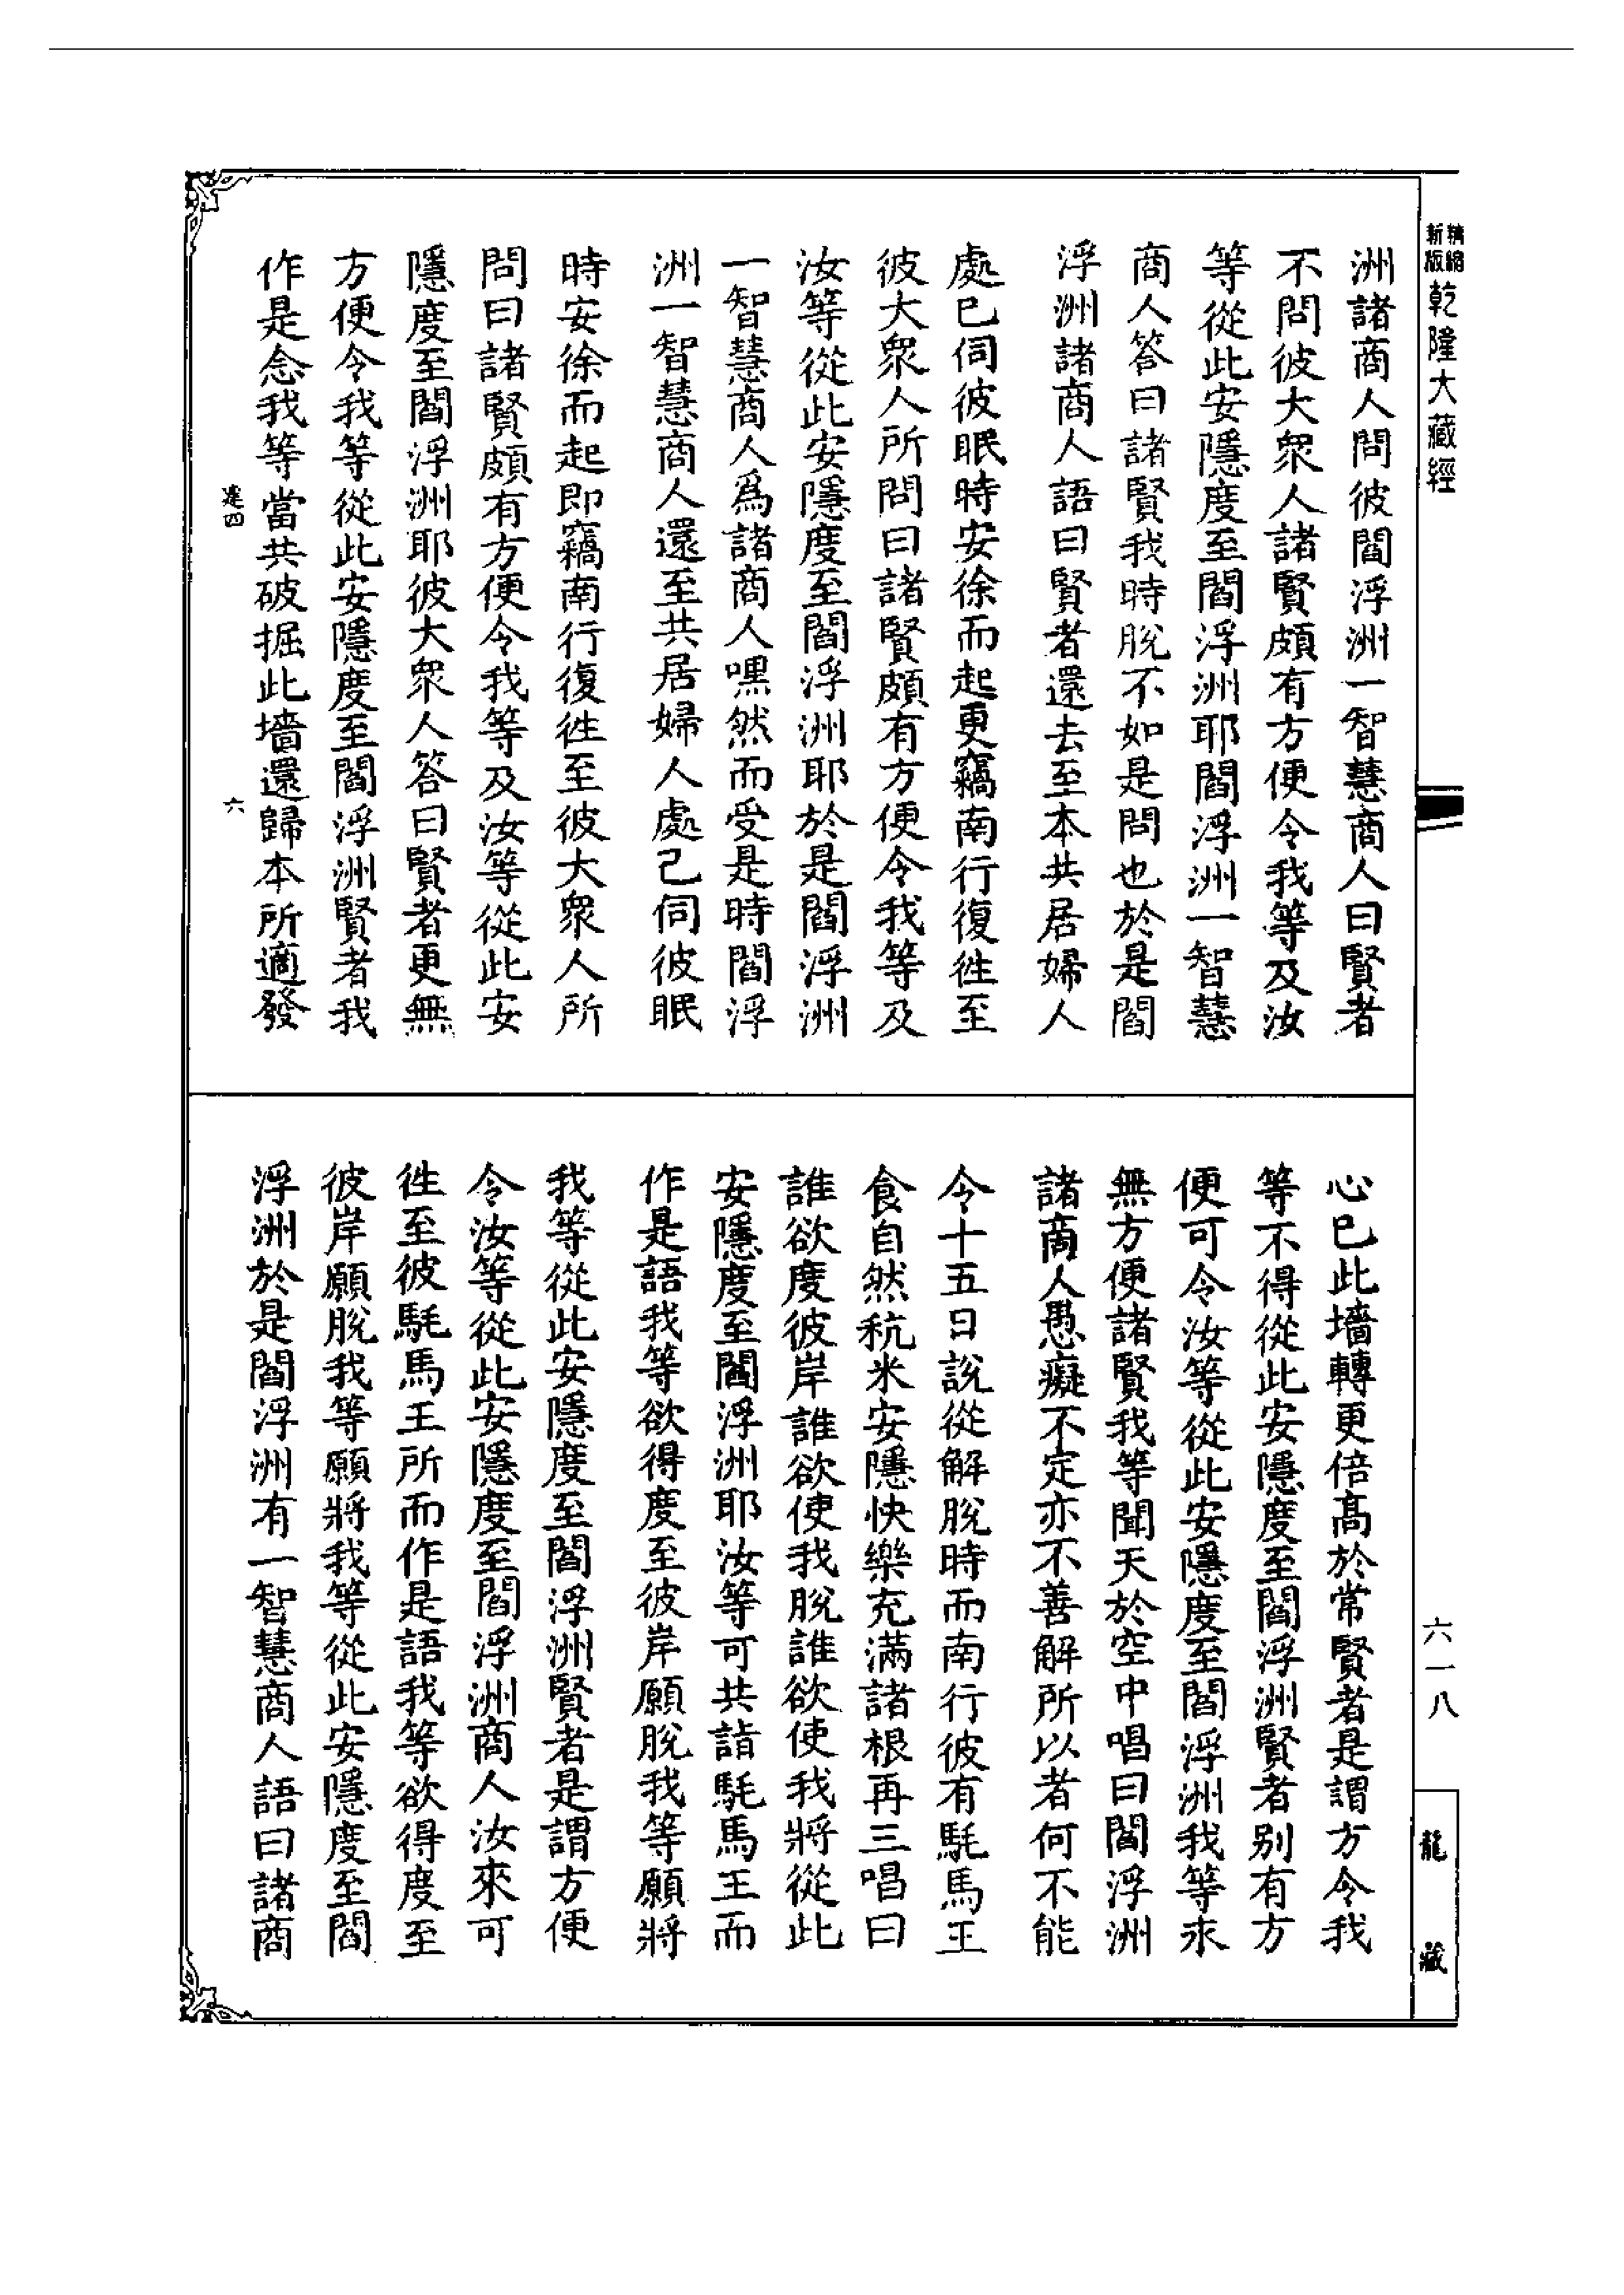 精縮
新版
乾隆大藏經
洲諸商人問彼閻浮洲一智慧商人曰賢者
不問彼大衆人諸賢頗有方便令我等及汝
等從此安隱度至閻浮洲耶閻浮洲一智慧
商人答曰諸賢我時脫不如是問也於是閻
浮洲諸商人語曰賢者還去至本共居婦人
處已伺彼眠時安徐而起更竊南行復徃至
彼大衆人所問曰諸賢頗有方便令我等及
汝等從此安隱度至閻浮洲耶於是閻浮洲
一智慧商人爲諸商人嘿然而受是時閻浮
洲一智慧商人還至共居婦人處己伺彼眠
時安徐而起即竊南行復徃至彼大衆人所
問曰諸賢頗有方便令我等及汝等從此安
隱度至閻浮洲耶彼大衆人答曰賢者更無
方便令我等從此安隱度至閻浮洲賢者我
作是念我等當共破掘此墻還歸本所適發
六
心已此墻轉更倍高於常賢者是謂方令我
等不得從此安隱度至閻浮洲賢者别有方
便可令汝等從此安隱度至閻浮洲我等求
無方便諸賢我等聞天於空中唱曰閻浮洲
諸商人愚癡不定亦不善解所以者何不能
令十五日說從解脫時而南行彼有駹馬王
食自然秔米安隱快樂充滿諸根再三唱曰
誰欲度彼岸誰欲使我脫誰欲使我將從此
安隱度至閻浮洲耶汝等可共詣駹馬王而
作是語我等欲得度至彼岸願脫我等願將
我等從此安隱度至閻浮洲賢者是謂方便
令汝等從此安隱度至閻浮洲商人汝來可
徃至彼駹馬王所而作是語我等欲得度至
彼岸願脫我等願將我等從此安隱度至閻
浮洲於是閻浮洲有一智慧商人語曰諸商
六一八
龍藏